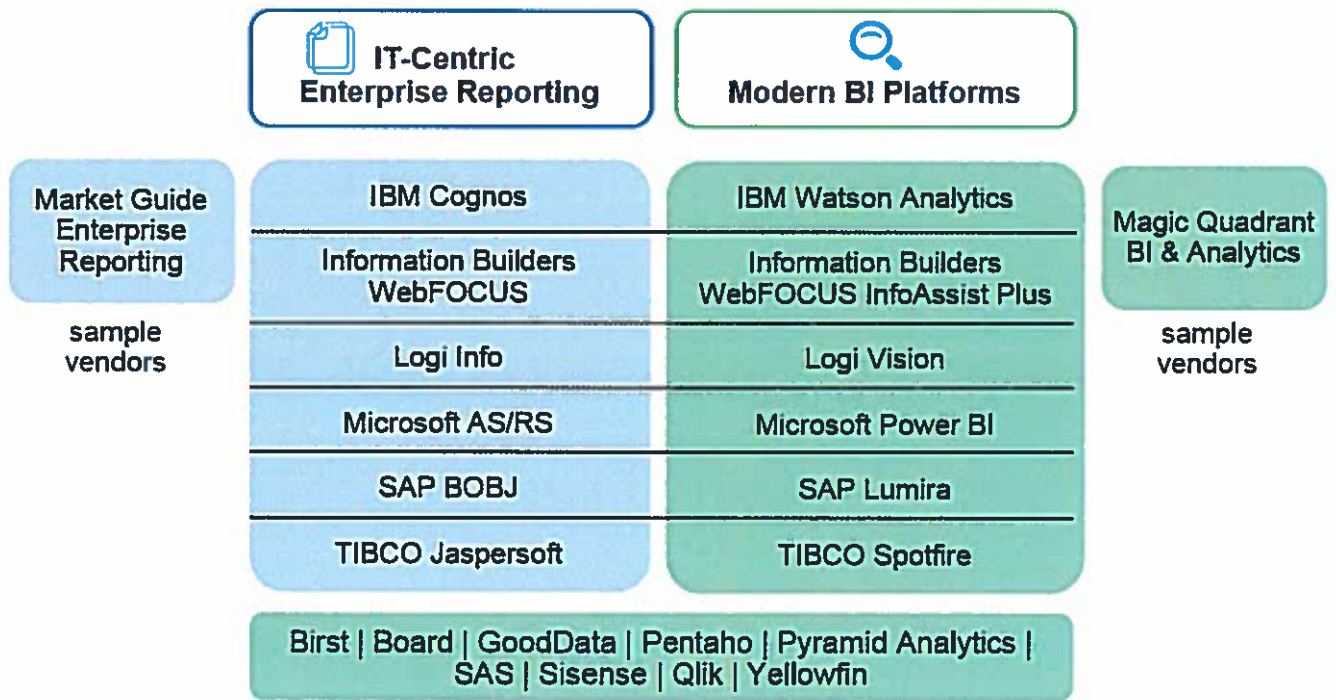 IT-Centric
Enterprise Reporting
Modern BI Platforms
Market Guide
Enterprise
Reporting
sample
vendors
IBM Cognos
IBM Watson Analytics
Information Builders
WebFOCUS
Information Builders
WebFOCUS InfoAssist Plus
Logi Info
Logi Vision
Microsoft AS/RS
Microsoft Power BI
SAP BOBJ
SAP Lumira
TIBCO Jaspersoft
TIBCO Spotfire
Magic Quadrant
BI & Analytics
sample
vendors
Birst | Board | GoodData | Pentaho | Pyramid Analytics |
SAS | Sisense | Qlik | Yellowfin